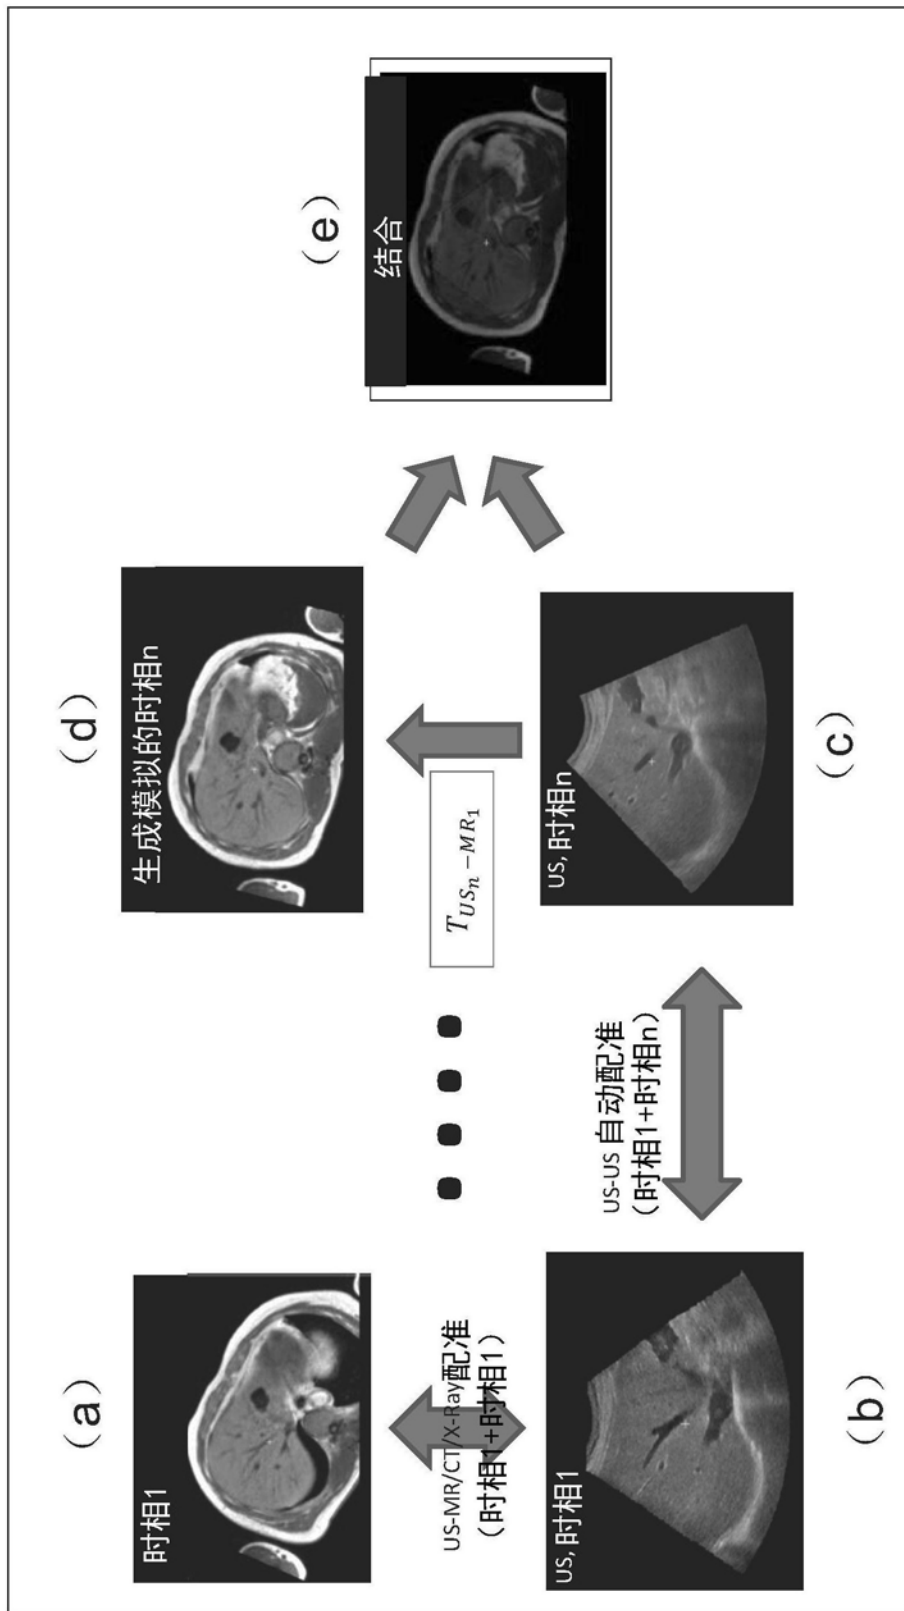 (a)
时相1
US-MR/CT/X-Ray配准
(时相1+时相1)
US,时相1
(b)
US-US 自动配准
(时相1+时相n)
(d)
生成模拟的时相n
T_{US_n-MR_1}
US,时相n
(c)
(e)
结合